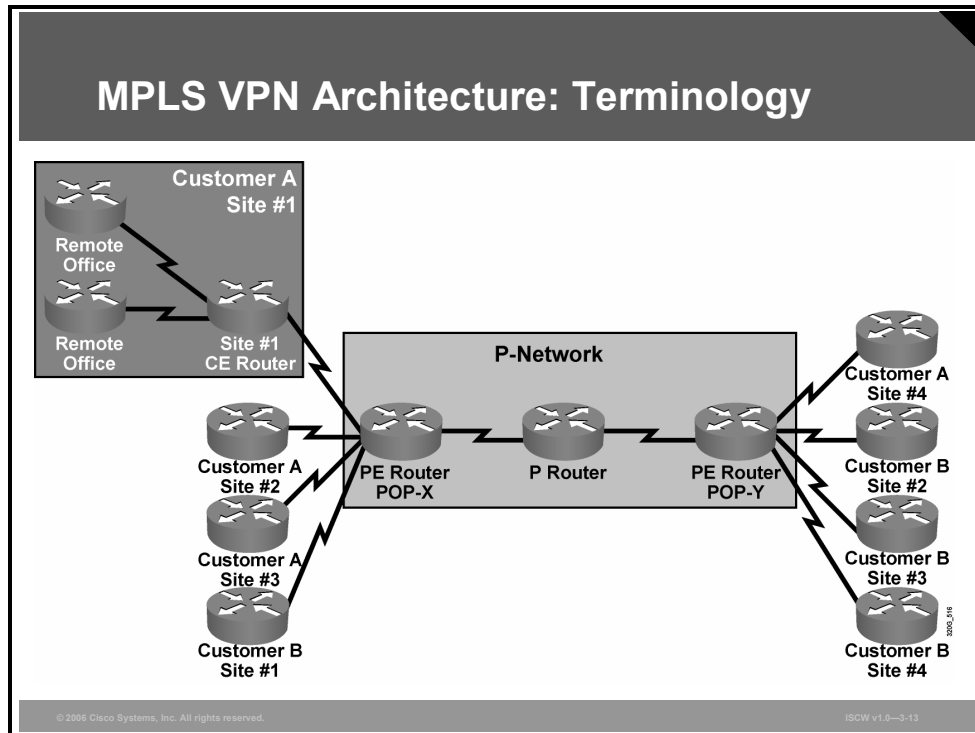 MPLS VPN Architecture: Terminology
Customer A
Site #1
Remote
Office
Remote
Office
Site #1
CE Router
P-Network
Customer A
Site #4
Customer A
Site #2
PE Router
POP-X
P Router
PE Router
POP-Y
Customer B
Site #2
Customer A
Site #3
Customer B
Site #3
Customer B
Site #1
Customer B
Site #4
320G_516
© 2006 Cisco Systems, Inc. All rights reserved.
ISCW v1.0—3-13